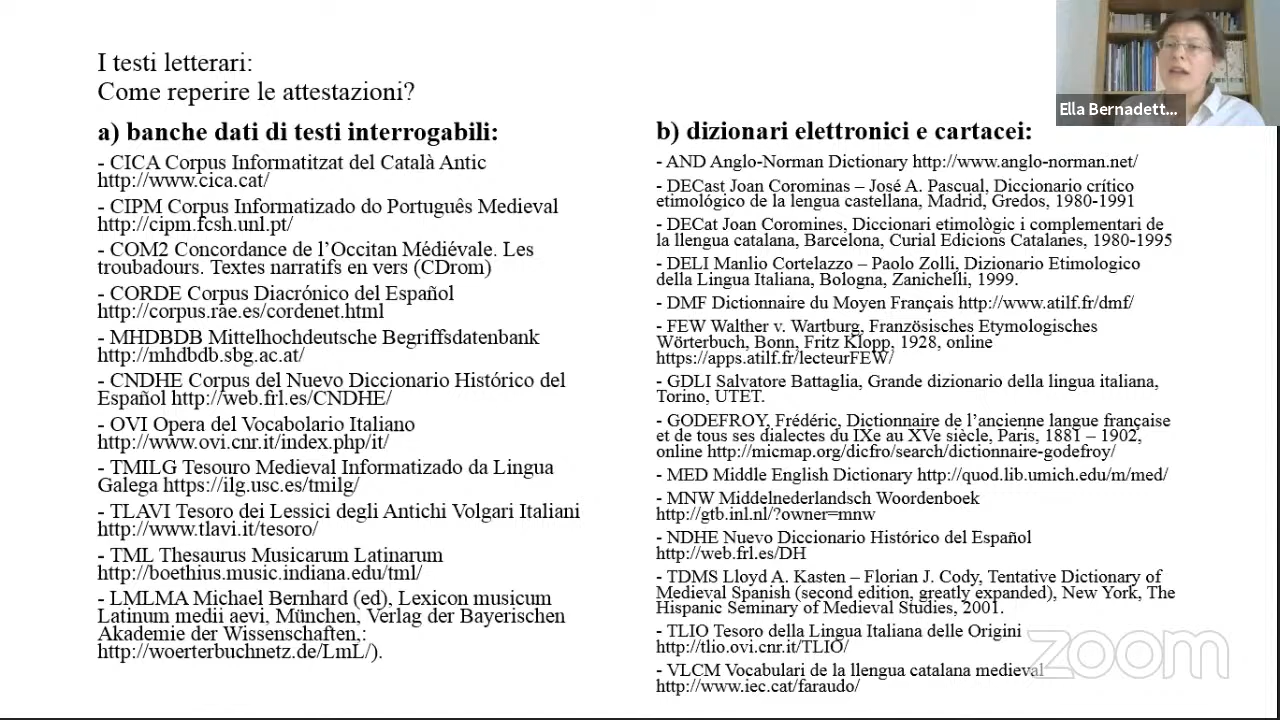 I testi letterari:
Come reperire le attestazioni?
a) banche dati di testi interrogabili:
- CICA Corpus Informatitzat del Català Antic
http://www.cica.cat/
- CIPM Corpus Informatizado do Português Medieval
http://cipm.fcsh.unl.pt/
- COM2 Concordance de l’Occitan Médiévale. Les
troubadours. Textes narratifs en vers (CDrom)
- CORDE Corpus Diacrónico del Español
http://corpus.rae.es/cordenet.html
- MHDBDB Mittelhochdeutsche Begriffsdatenbank
http://mhdbdb.sbg.ac.at/
- CNDHE Corpus del Nuevo Diccionario Histórico del
Español http://web.frl.es/CNDHE/
- OVI Opera del Vocabolario Italiano
http://www.ovi.cnr.it/index.php/it/
- TMILG Tesouro Medieval Informatizado da Lingua
Galega https://ilg.usc.es/tmilg/
- TLAVI Tesoro dei Lessici degli Antichi Volgari Italiani
http://www.tlavi.it/tesoro/
- TML Thesaurus Musicarum Latinarum
http://boethius.music.indiana.edu/tml/
- LMLMA Michael Bernhard (ed), Lexicon musicum
Latinum medii aevi, München, Verlag der Bayerischen
Akademie der Wissenschaften,:
http://woerterbuchnetz.de/LmL/).
b) dizionari elettronici e cartacei:
- AND Anglo-Norman Dictionary http://www.anglo-norman.net/
- DECast Joan Corominas – José A. Pascual, Diccionario crítico
etimológico de la lengua castellana, Madrid, Gredos, 1980-1991
- DECat Joan Coromines, Diccionari etimològic i complementari de
la llengua catalana, Barcelona, Curial Edicions Catalanes, 1980-1995
- DELI Manlio Cortelazzo – Paolo Zolli, Dizionario Etimologico
della Lingua Italiana, Bologna, Zanichelli, 1999.
- DMF Dictionnaire du Moyen Français http://www.atilf.fr/dmf/
- FEW Walther v. Wartburg, Französisches Etymologisches
Wörterbuch, Bonn, Fritz Klopp, 1928, online
https://apps.atilf.fr/lecteurFEW/
- GDLI Salvatore Battaglia, Grande dizionario della lingua italiana,
Torino, UTET.
- GODEFROY, Frédéric, Dictionnaire de l’ancienne langue française
et de tous ses dialectes du IXe au XVe siècle, Paris, 1881 – 1902,
online http://micmap.org/dicfro/search/dictionnaire-godefroy/
- MED Middle English Dictionary http://quod.lib.umich.edu/m/med/
- MNW Middelnederlandsch Woordenboek
http://gtb.inl.nl/?owner=mnw
- NDHE Nuevo Diccionario Histórico del Español
http://web.frl.es/DH
- TDMS Lloyd A. Kasten – Florian J. Cody, Tentative Dictionary of
Medieval Spanish (second edition, greatly expanded), New York, The
Hispanic Seminary of Medieval Studies, 2001.
- TLIO Tesoro della Lingua Italiana delle Origini
http://tlio.ovi.cnr.it/TLIO/
- VLCM Vocabulari de la llengua catalana medieval
http://www.iec.cat/faraudo/
Ella Bernadett...
zoom